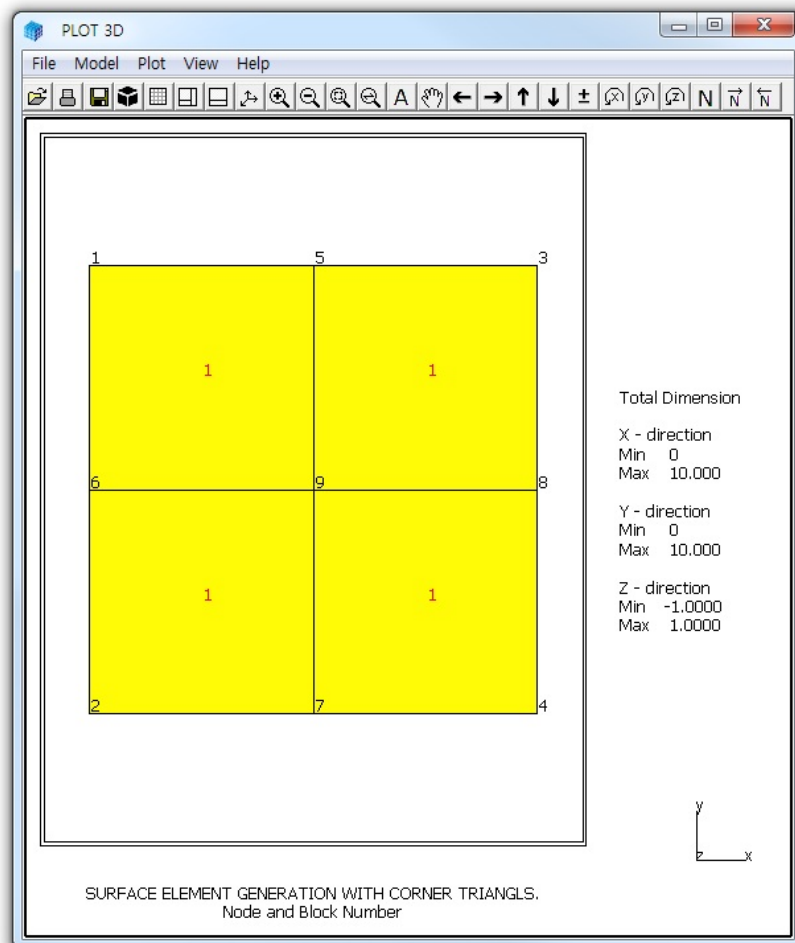 PLOT 3D
File Model Plot View Help
A x y z N N N
1 5 3
1 1
6 9 8
1 1
2 7 4
Total Dimension
X - direction
Min 0
Max 10.000
Y - direction
Min 0
Max 10.000
Z - direction
Min -1.0000
Max 1.0000
y
z x
SURFACE ELEMENT GENERATION WITH CORNER TRIANGLS.
Node and Block Number